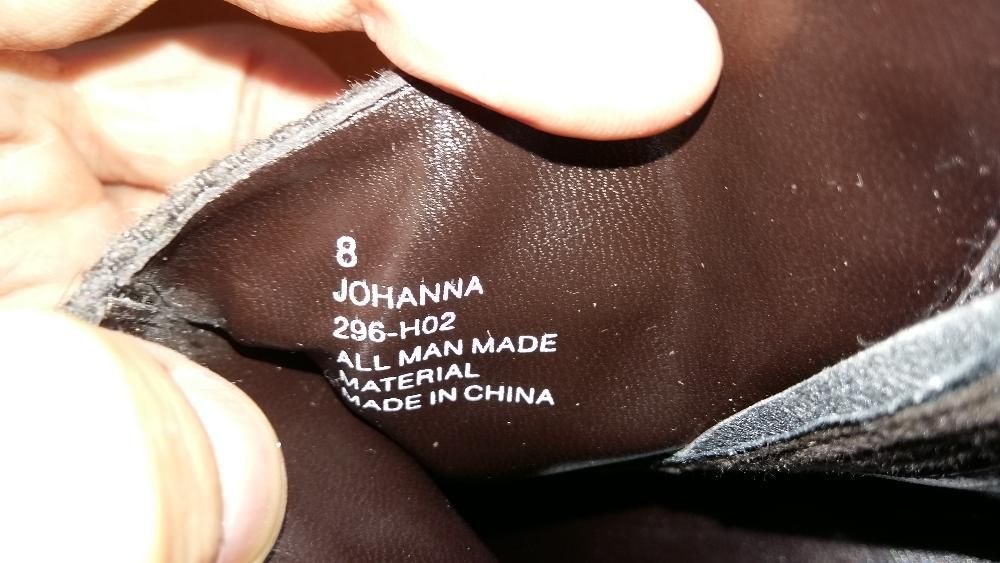 8
JOHANNA
296-H02
ALL MAN MADE
MATERIAL
MADE IN CHINA